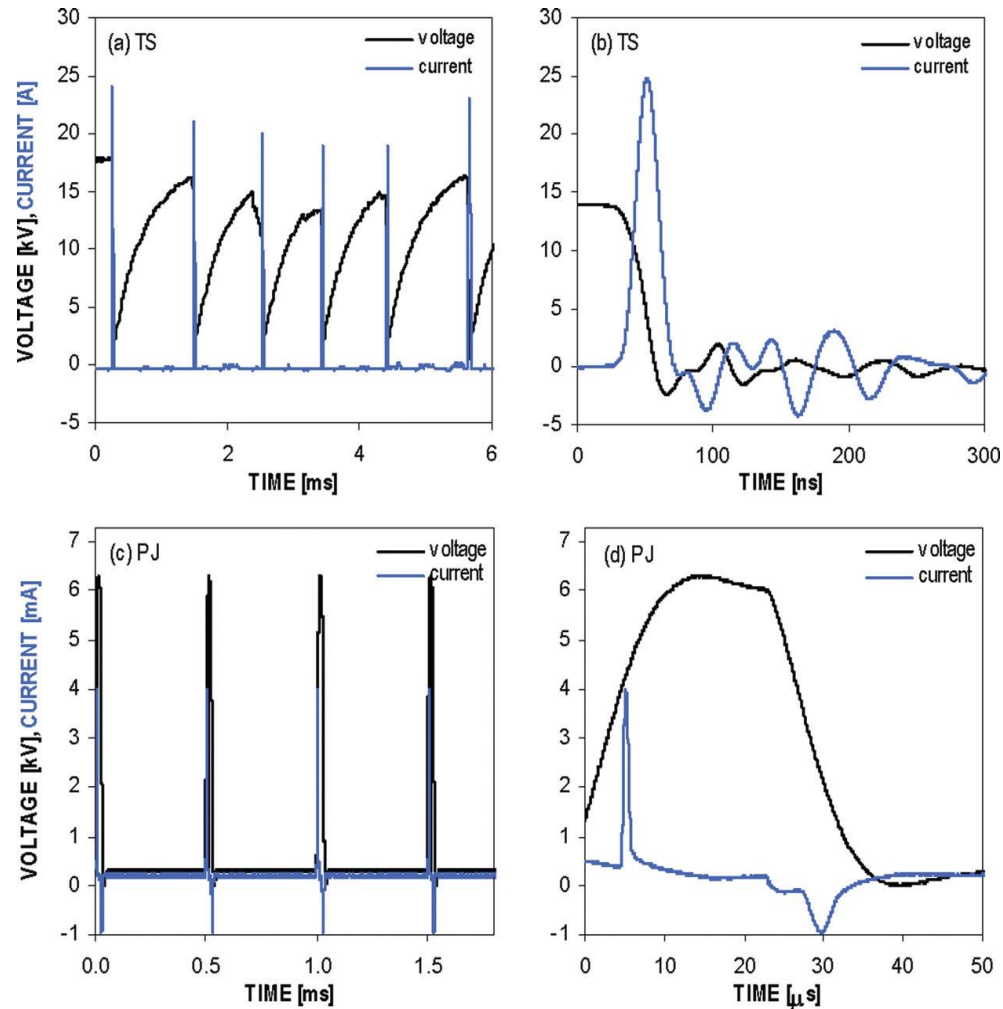 (a) TS
voltage
current
30
25
20
15
10
5
0
-5
0
2
4
6
TIME [ms]
VOLTAGE [kV], CURRENT [A]
(b) TS
voltage
current
30
25
20
15
10
5
0
-5
0
100
200
300
TIME [ns]
(c) PJ
voltage
current
7
6
5
4
3
2
1
0
-1
0.0
0.5
1.0
1.5
TIME [ms]
VOLTAGE [kV], CURRENT [mA]
(d) PJ
voltage
current
7
6
5
4
3
2
1
0
-1
0
10
20
30
40
50
TIME [μs]